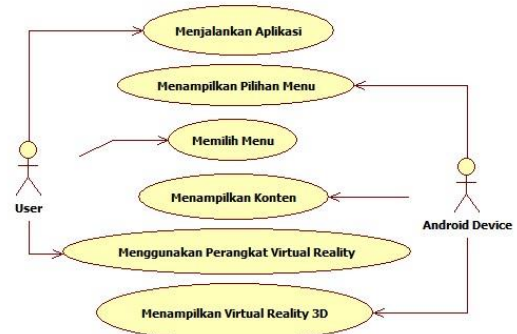 Menjalankan Aplikasi
Menampilkan Pilihan Menu
Memilih Menu
User
Menampilkan Konten
Android Device
Menggunakan Perangkat Virtual Reality
Menampilkan Virtual Reality 3D